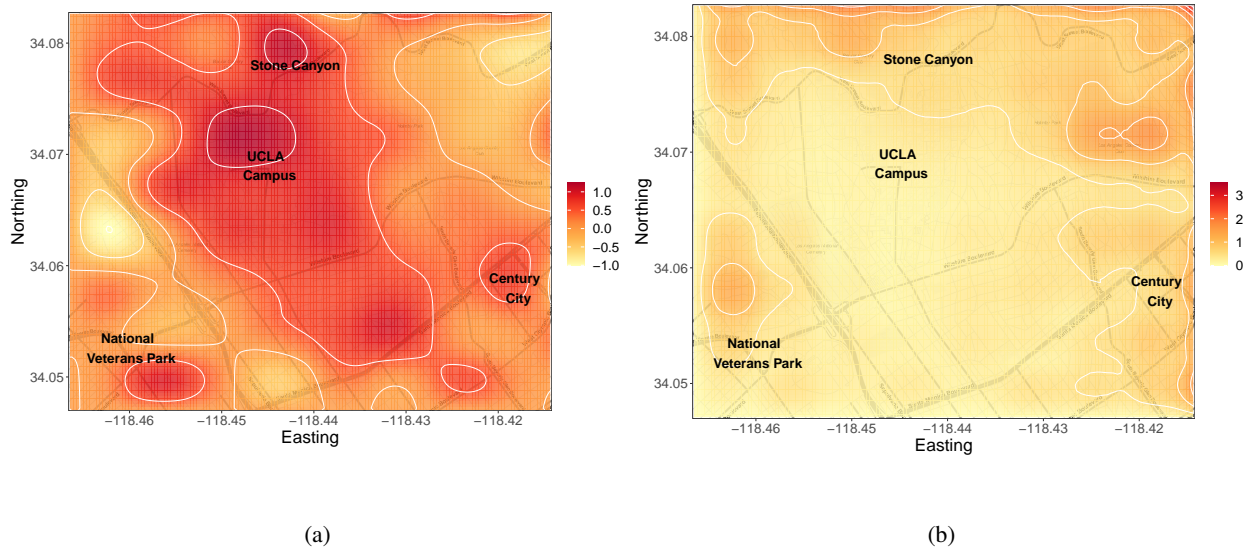 34.08
34.07
34.06
34.05
Northing
Stone Canyon
UCLA
Campus
Century
City
National
Veterans Park
−118.46
−118.45
−118.44
−118.43
−118.42
Easting
1.0
0.5
0.0
−0.5
−1.0
(a)
34.08
34.07
34.06
34.05
Northing
Stone Canyon
UCLA
Campus
Century
City
National
Veterans Park
Wilshire Boulevard
−118.46
−118.45
−118.44
−118.43
−118.42
Easting
3
2
1
0
(b)